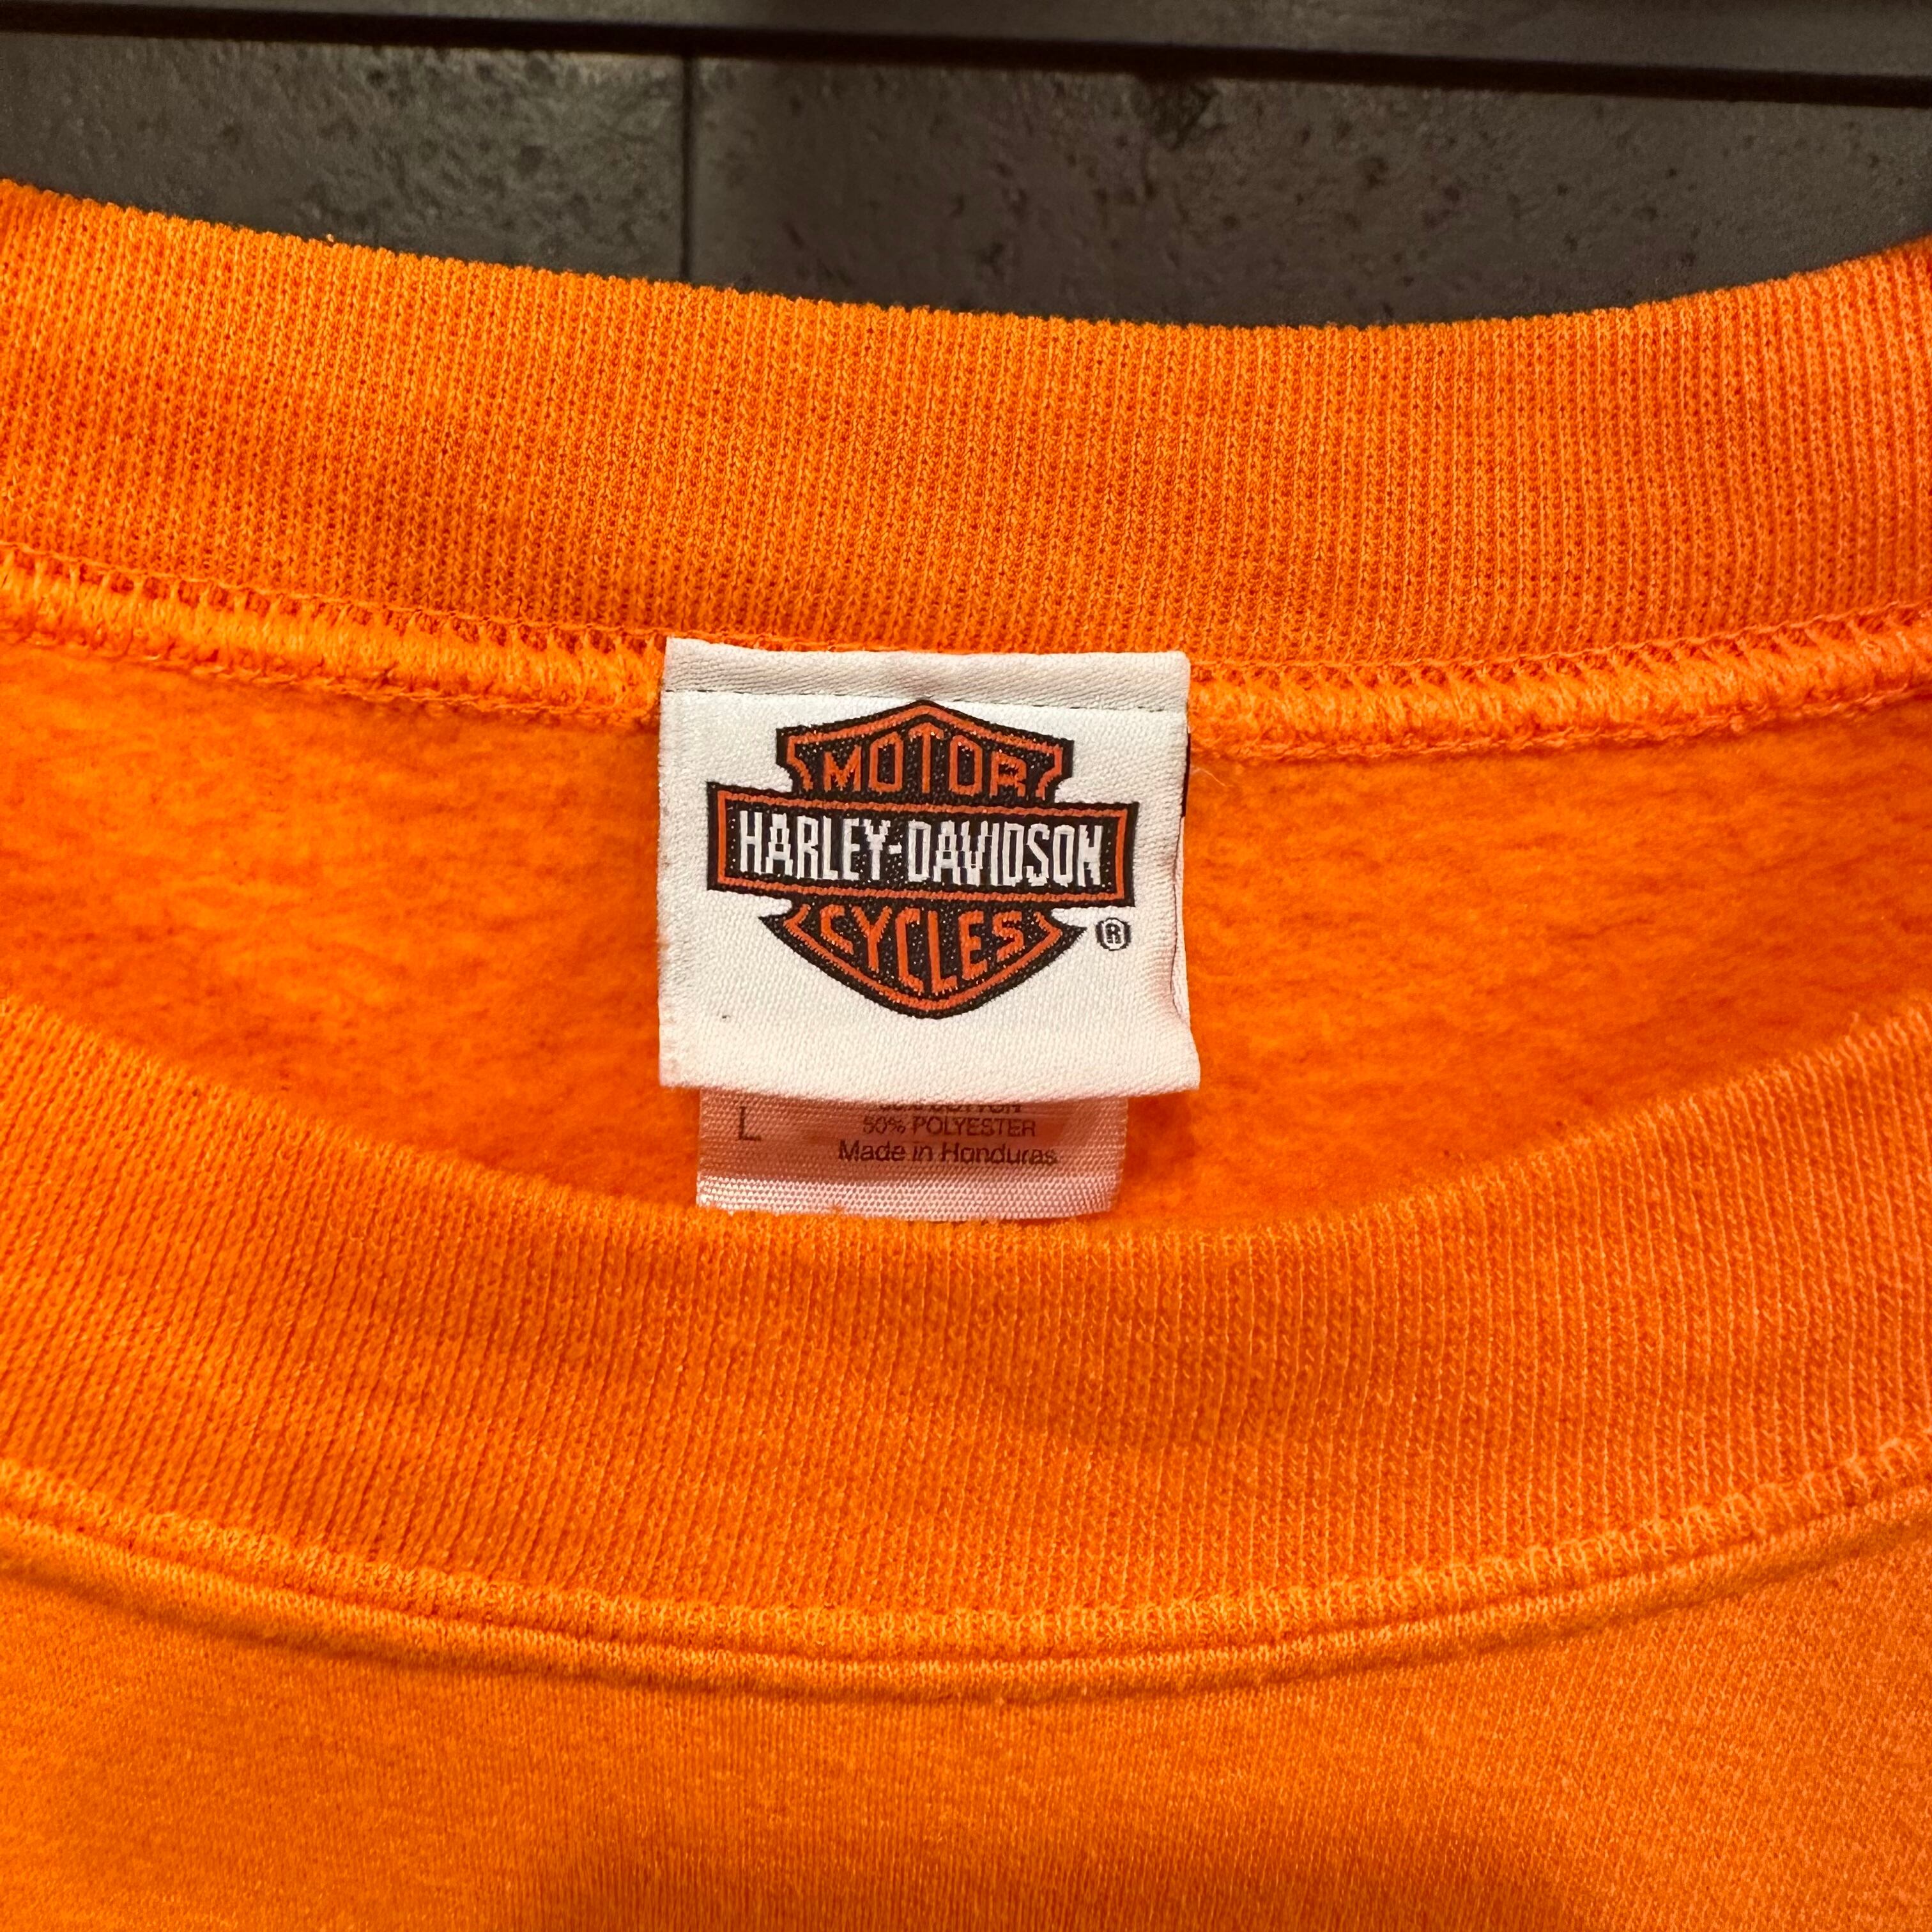 MOTOR
HARLEY-DAVIDSON
CYCLES
®
L
50% POLYESTER
Made in Honduras